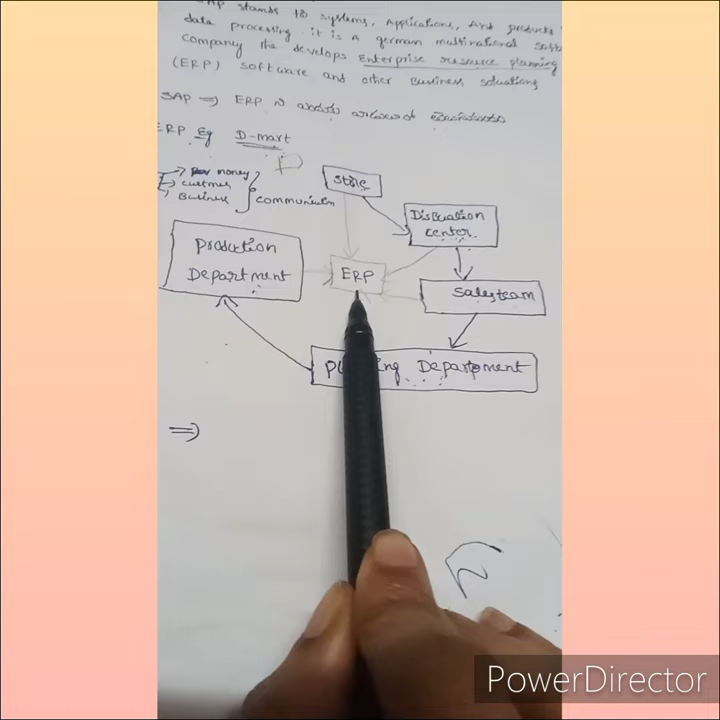 stands to systems, Applications, And products
data processing. it is A german multinational
company the develops Enterprise resource planning
(ERP) software and other Business solutions
SAP => ERP
ERP Eg D-mart
money
customer
Business
communication
store
center
Production
Department
ERP
Salesteam
Department
=>
PowerDirector